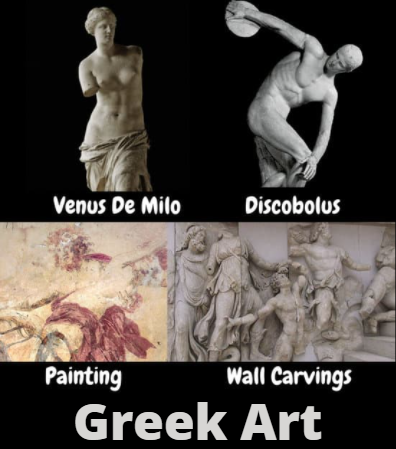 Venus De Milo
Discobolus
Painting
Wall Carvings
Greek Art